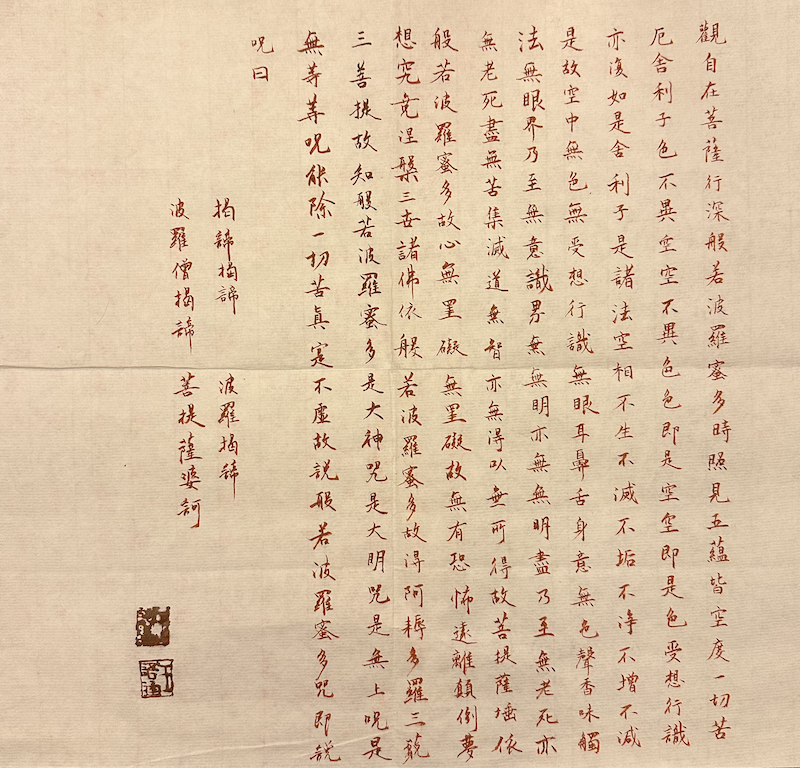 觀自在菩薩行深般若波羅蜜多時照見五蘊皆空度一切苦
厄舍利子色不異空空不異色色即是空空即是色受想行識
亦復如是舍利子是諸法空相不生不滅不垢不淨不增不減
是故空中無色無受想行識無眼耳鼻舌身意無色聲香味觸
法無眼界乃至無意識界無無明亦無無明盡乃至無老死亦
無老死盡無苦集滅道無智亦無得以無所得故菩提薩埵依
般若波羅蜜多故心無罣礙無罣礙故無有恐怖遠離顛倒夢
想究竟涅槃三世諸佛依般若波羅蜜多故得阿耨多羅三藐
三菩提故知般若波羅蜜多是大神咒是大明咒是無上咒是
無等等咒能除一切苦眞寔不虛故說般若波羅蜜多咒即說
呪曰
揭諦揭諦 波羅揭諦
波羅僧揭諦 菩提薩婆訶